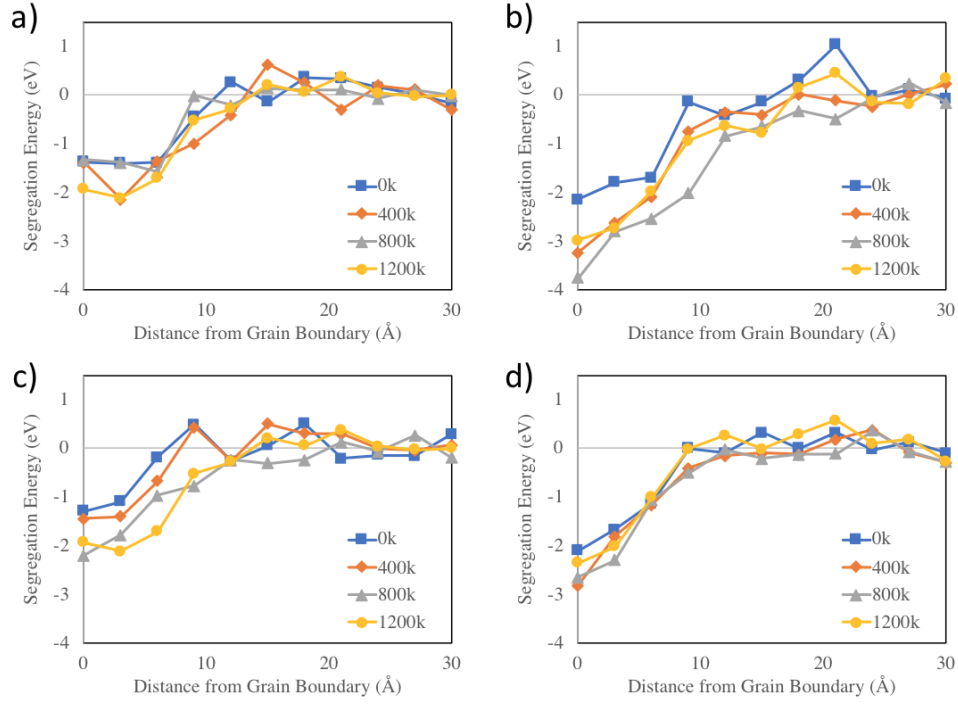 a)
Segregation Energy (eV)
1
0
-1
-2
-3
-4
0
10
20
30
Distance from Grain Boundary (Å)
0k
400k
800k
1200k
b)
Segregation Energy (eV)
1
0
-1
-2
-3
-4
0
10
20
30
Distance from Grain Boundary (Å)
0k
400k
800k
1200k
c)
Segregation Energy (eV)
1
0
-1
-2
-3
-4
0
10
20
30
Distance from Grain Boundary (Å)
0k
400k
800k
1200k
d)
Segregation Energy (eV)
1
0
-1
-2
-3
-4
0
10
20
30
Distance from Grain Boundary (Å)
0k
400k
800k
1200k